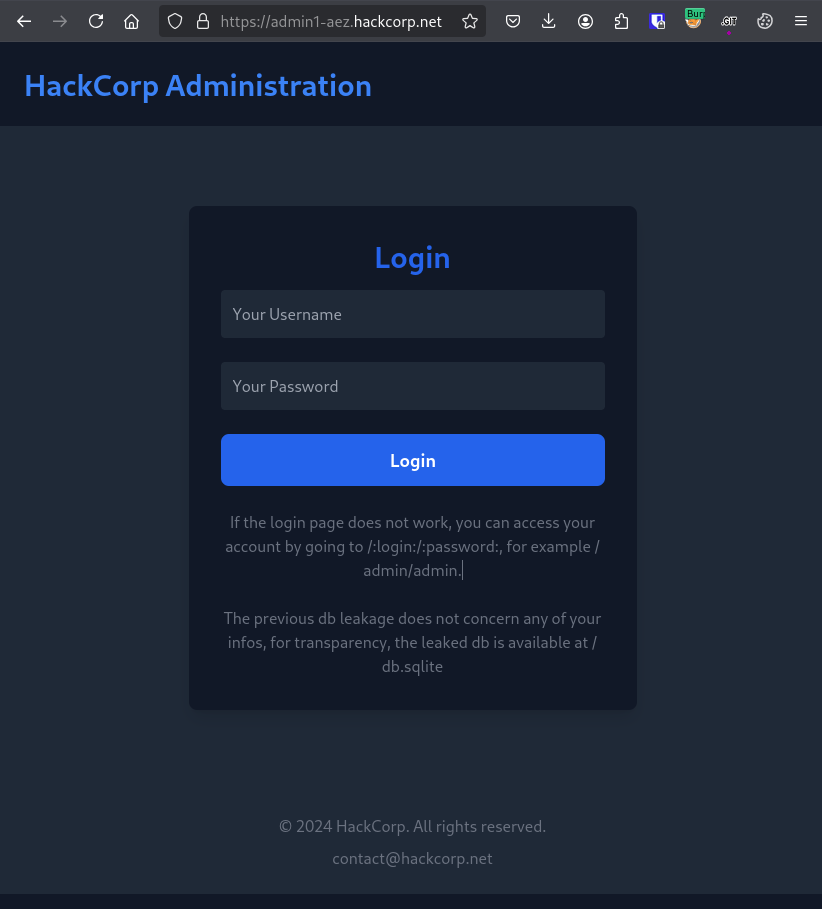 https://admin1-aez.hackcorp.net
Burp
.GIT
HackCorp Administration
Login
Your Username
Your Password
Login
If the login page does not work, you can access your
account by going to /:login:/:password:, for example /
admin/admin.
The previous db leakage does not concern any of your
infos, for transparency, the leaked db is available at /
db.sqlite
© 2024 HackCorp. All rights reserved.
contact@hackcorp.net